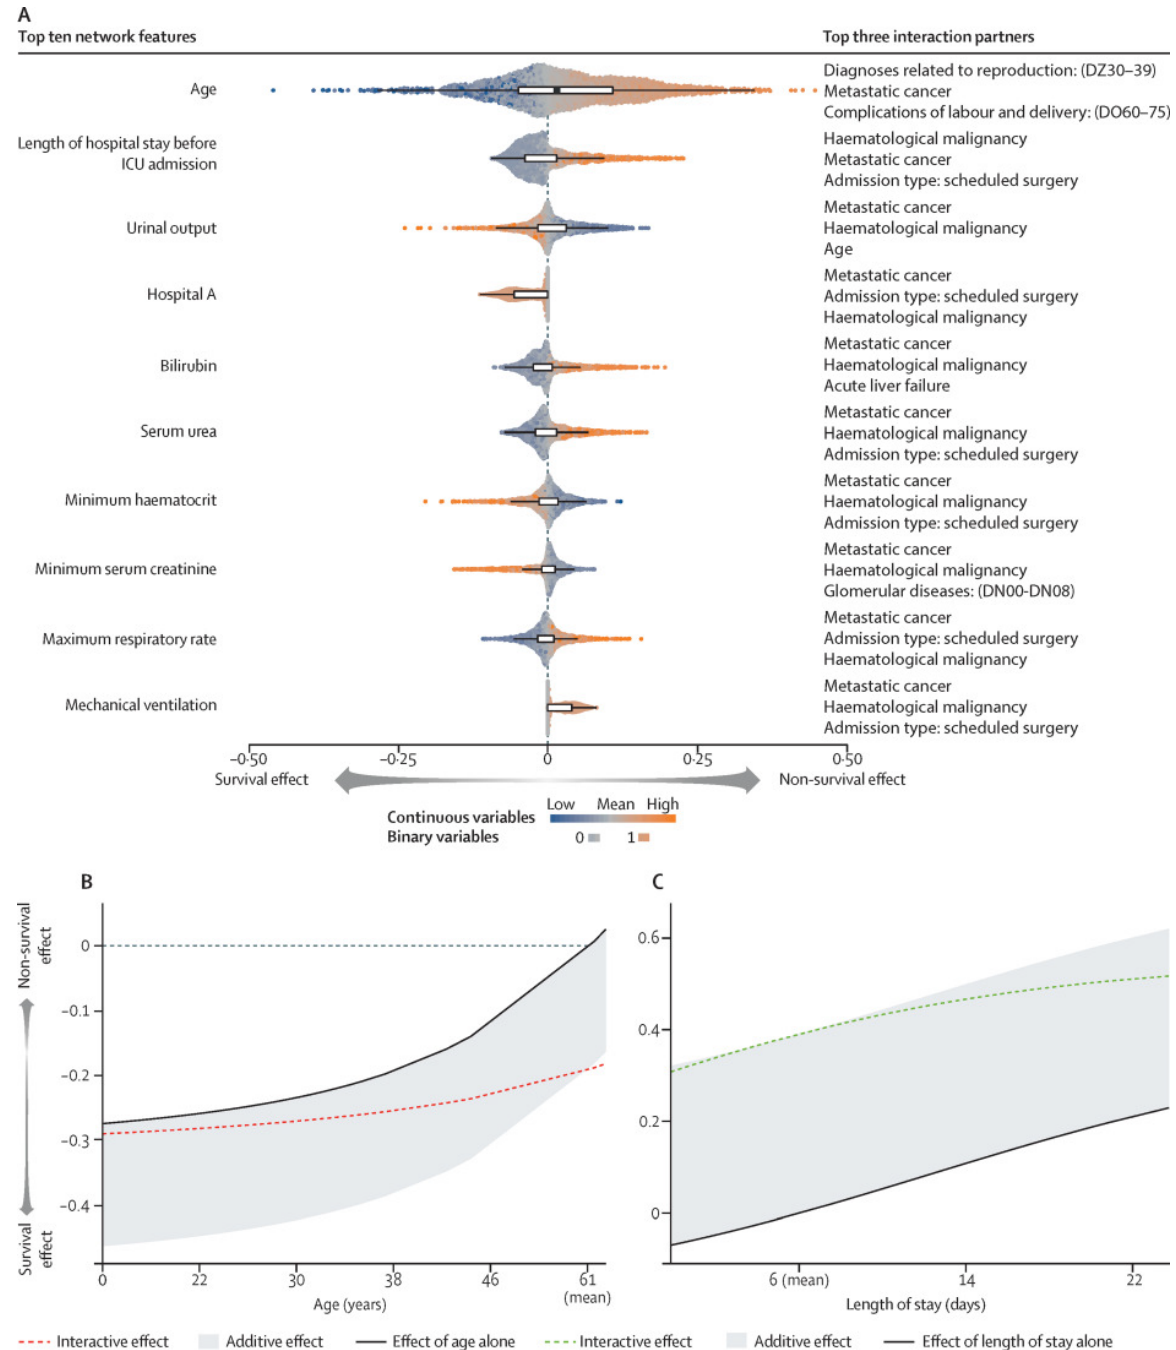 A
Top ten network features
Top three interaction partners
Age
Diagnoses related to reproduction: (DZ30–39)
Metastatic cancer
Complications of labour and delivery: (DO60–75)
Length of hospital stay before
ICU admission
Haematological malignancy
Metastatic cancer
Admission type: scheduled surgery
Urinal output
Metastatic cancer
Haematological malignancy
Age
Hospital A
Metastatic cancer
Admission type: scheduled surgery
Haematological malignancy
Bilirubin
Metastatic cancer
Haematological malignancy
Acute liver failure
Serum urea
Metastatic cancer
Haematological malignancy
Admission type: scheduled surgery
Minimum haematocrit
Metastatic cancer
Haematological malignancy
Admission type: scheduled surgery
Minimum serum creatinine
Metastatic cancer
Haematological malignancy
Glomerular diseases: (DN00-DN08)
Maximum respiratory rate
Metastatic cancer
Admission type: scheduled surgery
Haematological malignancy
Mechanical ventilation
Metastatic cancer
Haematological malignancy
Admission type: scheduled surgery
–0·50 –0·25 0 0·25 0·50
Survival effect Non-survival effect
Low Mean High
Continuous variables
Binary variables 0 1
B
Non-survival
effect
Survival
effect
0
–0.1
–0.2
–0.3
–0.4
0 22 30 38 46 61
(mean)
Age (years)
C
0.6
0.4
0.2
0
6 (mean) 14 22
Length of stay (days)
Interactive effect Additive effect Effect of age alone Interactive effect Additive effect Effect of length of stay alone